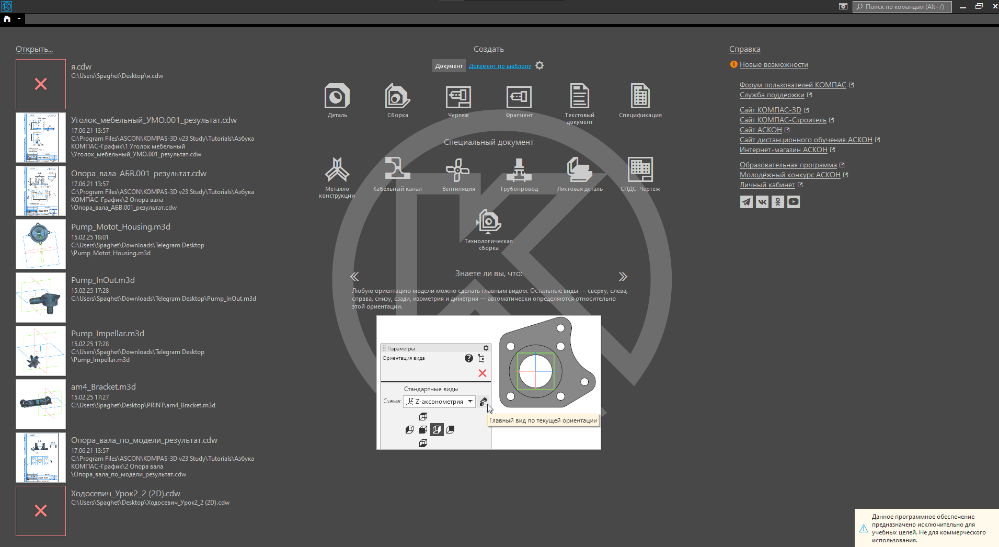 Поиск по командам (Alt+/)
Открыть...
я.cdw
C:\Users\Spaghet\Desktop\я.cdw
Уголок_мебельный_УМО.001_результат.cdw
17.06.21 13:57
C:\Program Files\ASCON\KOMPAS-3D v23 Study\Tutorials\Азбука
КОМПАС-График\1 Уголок мебельный
\Уголок_мебельный_УМО.001_результат.cdw
Опора_вала_АБВ.001_результат.cdw
17.06.21 13:57
C:\Program Files\ASCON\KOMPAS-3D v23 Study\Tutorials\Азбука
КОМПАС-График\2 Опора вала
\Опора_вала_АБВ.001_результат.cdw
Pump_Motot_Housing.m3d
15.02.25 18:01
C:\Users\Spaghet\Downloads\Telegram Desktop
\Pump_Motot_Housing.m3d
Pump_InOut.m3d
15.02.25 17:28
C:\Users\Spaghet\Downloads\Telegram Desktop\Pump_InOut.m3d
Pump_Impellar.m3d
15.02.25 17:28
C:\Users\Spaghet\Downloads\Telegram Desktop
\Pump_Impellar.m3d
am4_Bracket.m3d
15.02.25 17:27
C:\Users\Spaghet\Desktop\PRINT\am4_Bracket.m3d
Опора_вала_по_модели_результат.cdw
17.06.21 13:57
C:\Program Files\ASCON\KOMPAS-3D v23 Study\Tutorials\Азбука
КОМПАС-График\2 Опора вала
\Опора_вала_по_модели_результат.cdw
Ходосевич_Урок2_2 (2D).cdw
C:\Users\Spaghet\Desktop\Ходосевич_Урок2_2 (2D).cdw
Создать
Документ Документ по шаблону
Деталь Сборка Чертеж Фрагмент Текстовый документ Спецификация
Специальный документ
Металло конструкции Кабельный канал Вентиляция Трубопровод Листовая деталь СПДС. Чертеж
Технологическая
сборка
Знаете ли вы, что:
Любую ориентацию модели можно сделать главным видом. Остальные виды — сверху, слева,
справа, снизу, сзади, изометрия и диметрия — автоматически определяются относительно
этой ориентации.
Параметры
Ориентация вида
Стандартные виды
Схема: Z-аксонометрия
Главный вид по текущей ориентации
Справка
Новые возможности
Форум пользователей КОМПАС
Служба поддержки
Сайт КОМПАС-3D
Сайт КОМПАС-Строитель
Сайт АСКОН
Сайт дистанционного обучения АСКОН
Интернет-магазин АСКОН
Образовательная программа
Молодёжный конкурс АСКОН
Личный кабинет
Данное программное обеспечение
предназначено исключительно для
учебных целей. Не для коммерческого
использования.